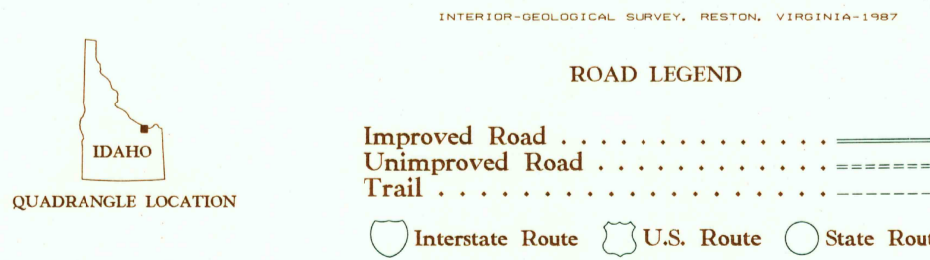 INTERIOR-GEOLOGICAL SURVEY, RESTON, VIRGINIA-1987
ROAD LEGEND
IDAHO
QUADRANGLE LOCATION
Improved Road . . . . . . . . . . . . . .
Unimproved Road . . . . . . . . . . . .
Trail . . . . . . . . . . . . . . . . . . . .
Interstate Route U.S. Route State Rout